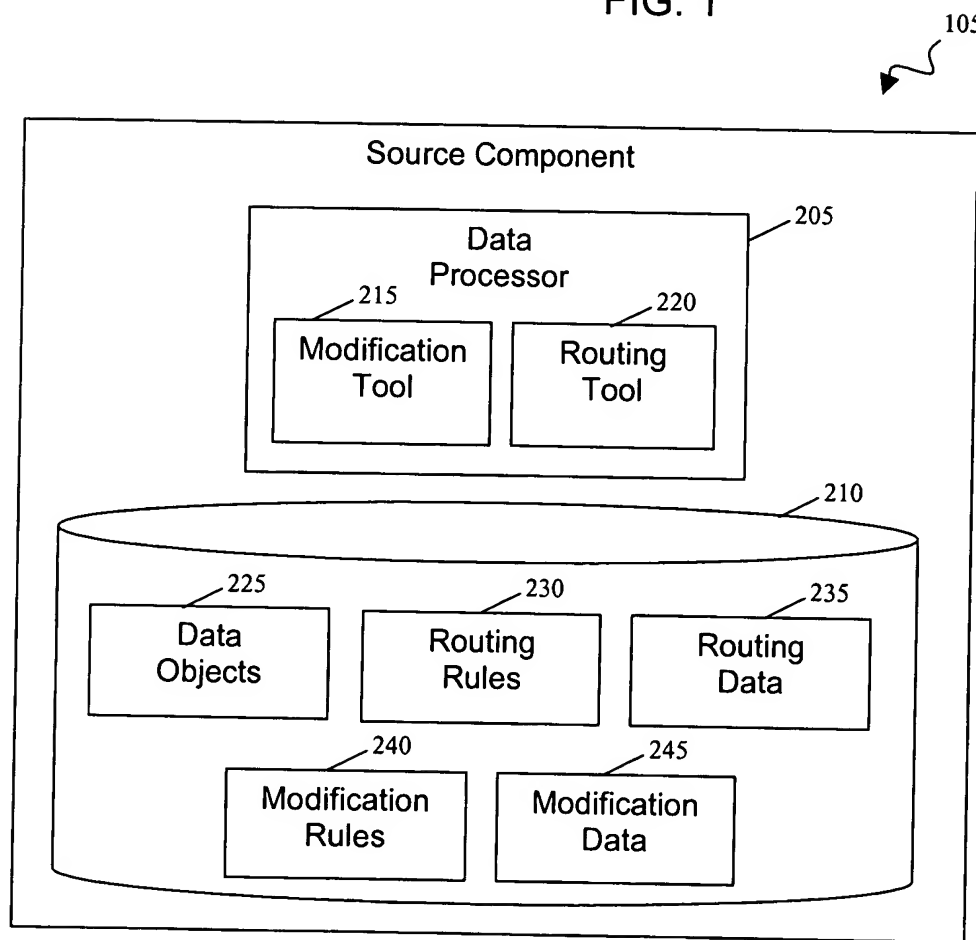 FIG. 1
105
Source Component
205
Data
Processor
215
220
Modification
Tool
Routing
Tool
210
225
230
235
Data
Objects
Routing
Rules
Routing
Data
240
245
Modification
Rules
Modification
Data